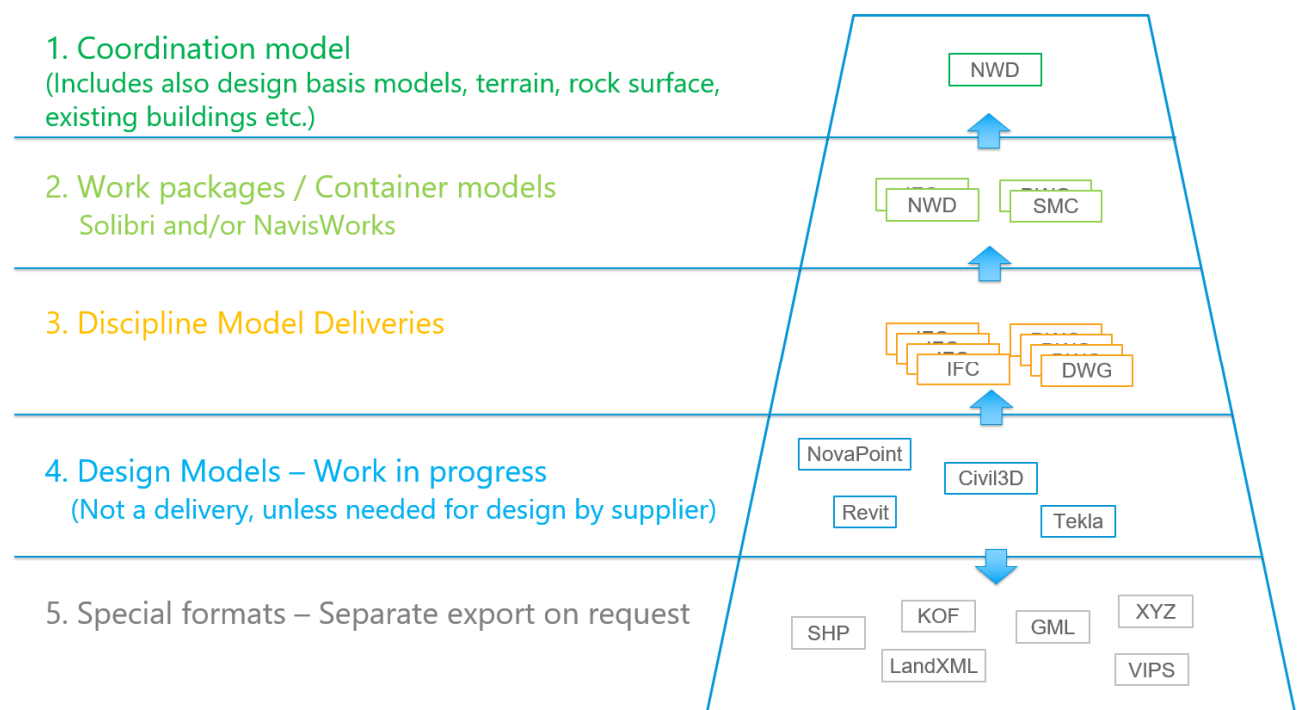 1. Coordination model
(Includes also design basis models, terrain, rock surface,
existing buildings etc.)
NWD
2. Work packages / Container models
Solibri and/or NavisWorks
NWD
SMC
3. Discipline Model Deliveries
IFC
DWG
4. Design Models – Work in progress
(Not a delivery, unless needed for design by supplier)
NovaPoint
Civil3D
Revit
Tekla
5. Special formats – Separate export on request
SHP
KOF
GML
XYZ
LandXML
VIPS